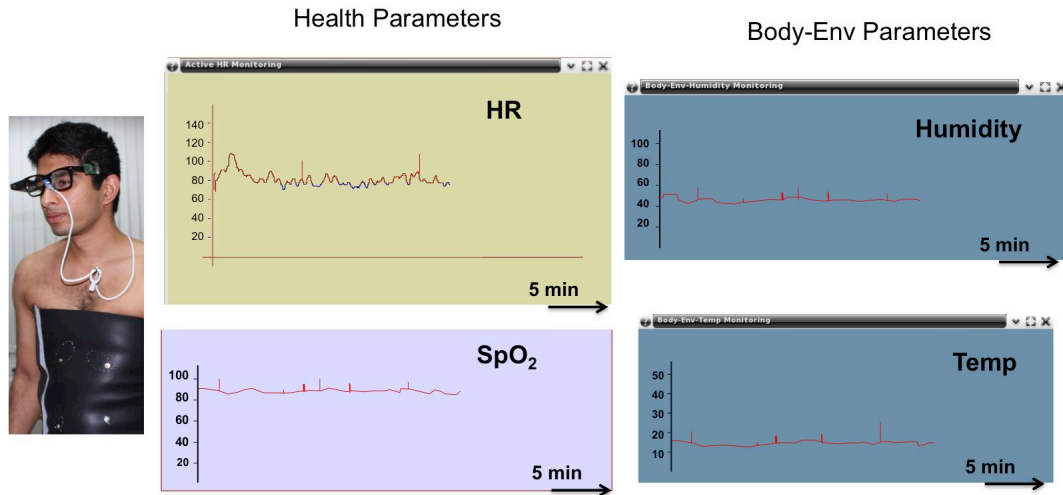 Health Parameters
Body-Env Parameters
Active HR Monitoring
HR
140
120
100
80
60
40
20
5 min
Body-Env-Humidity Monitoring
Humidity
100
80
60
40
20
5 min
SpO₂
100
80
60
40
20
5 min
Body-Env-Temp Monitoring
Temp
50
40
30
20
15
10
5 min